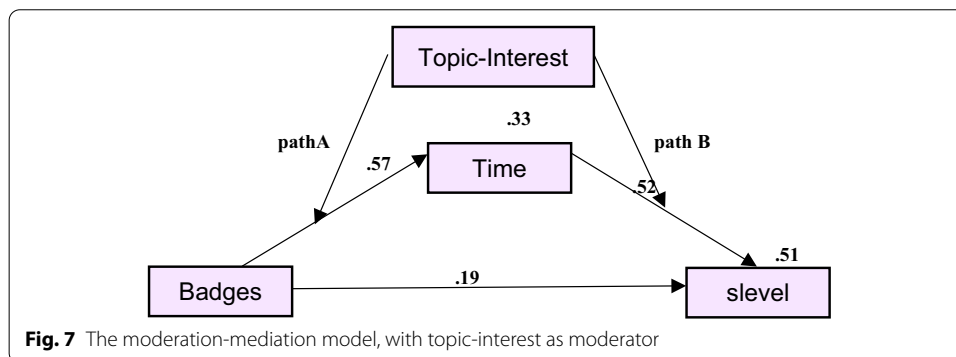 Topic-Interest
.33
pathA
path B
.57
Time
.52
.51
Badges
.19
slevel
Fig. 7 The moderation-mediation model, with topic-interest as moderator